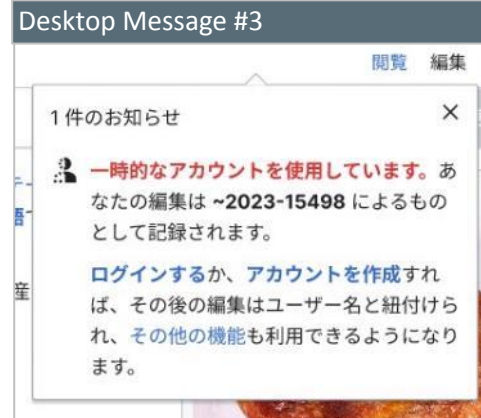 Desktop Message #3
閲覧 編集
1 件のお知らせ
一時的なアカウントを使用しています。あ
なたの編集は ~2023-15498 によるもの
として記録されます。
ログインするか、アカウントを作成すれ
ば、その後の編集はユーザー名と紐付けら
れ、その他の機能も利用できるようになり
ます。
産